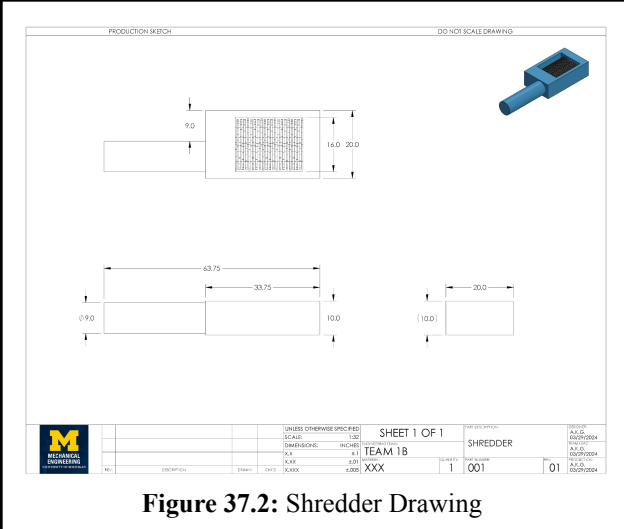 PRODUCTION SKETCH
DO NOT SCALE DRAWING
9.0
16.0
20.0
63.75
33.75
20.0
Ø9.0
10.0
(10.0)
M
MECHANICAL
ENGINEERING
UNIVERSITY OF MICHIGAN
REV.
DESCRIPTION
DRAWN
CHK'D
UNLESS OTHERWISE SPECIFIED
SCALE: 1:32
DIMENSIONS: INCHES
X.X ±.1
X.XX ±.01
X.XXX ±.005
SHEET 1 OF 1
ENGINEERING TEAM:
TEAM 1B
MATERIAL:
XXX
QUANTITY:
1
PART DESCRIPTION:
SHREDDER
PART NUMBER:
001
REV:
01
DESIGNER:
A.K.G.
03/29/2024
A.K.G.
03/29/2024
PRODUCTION:
A.K.G.
03/29/2024
Figure 37.2: Shredder Drawing